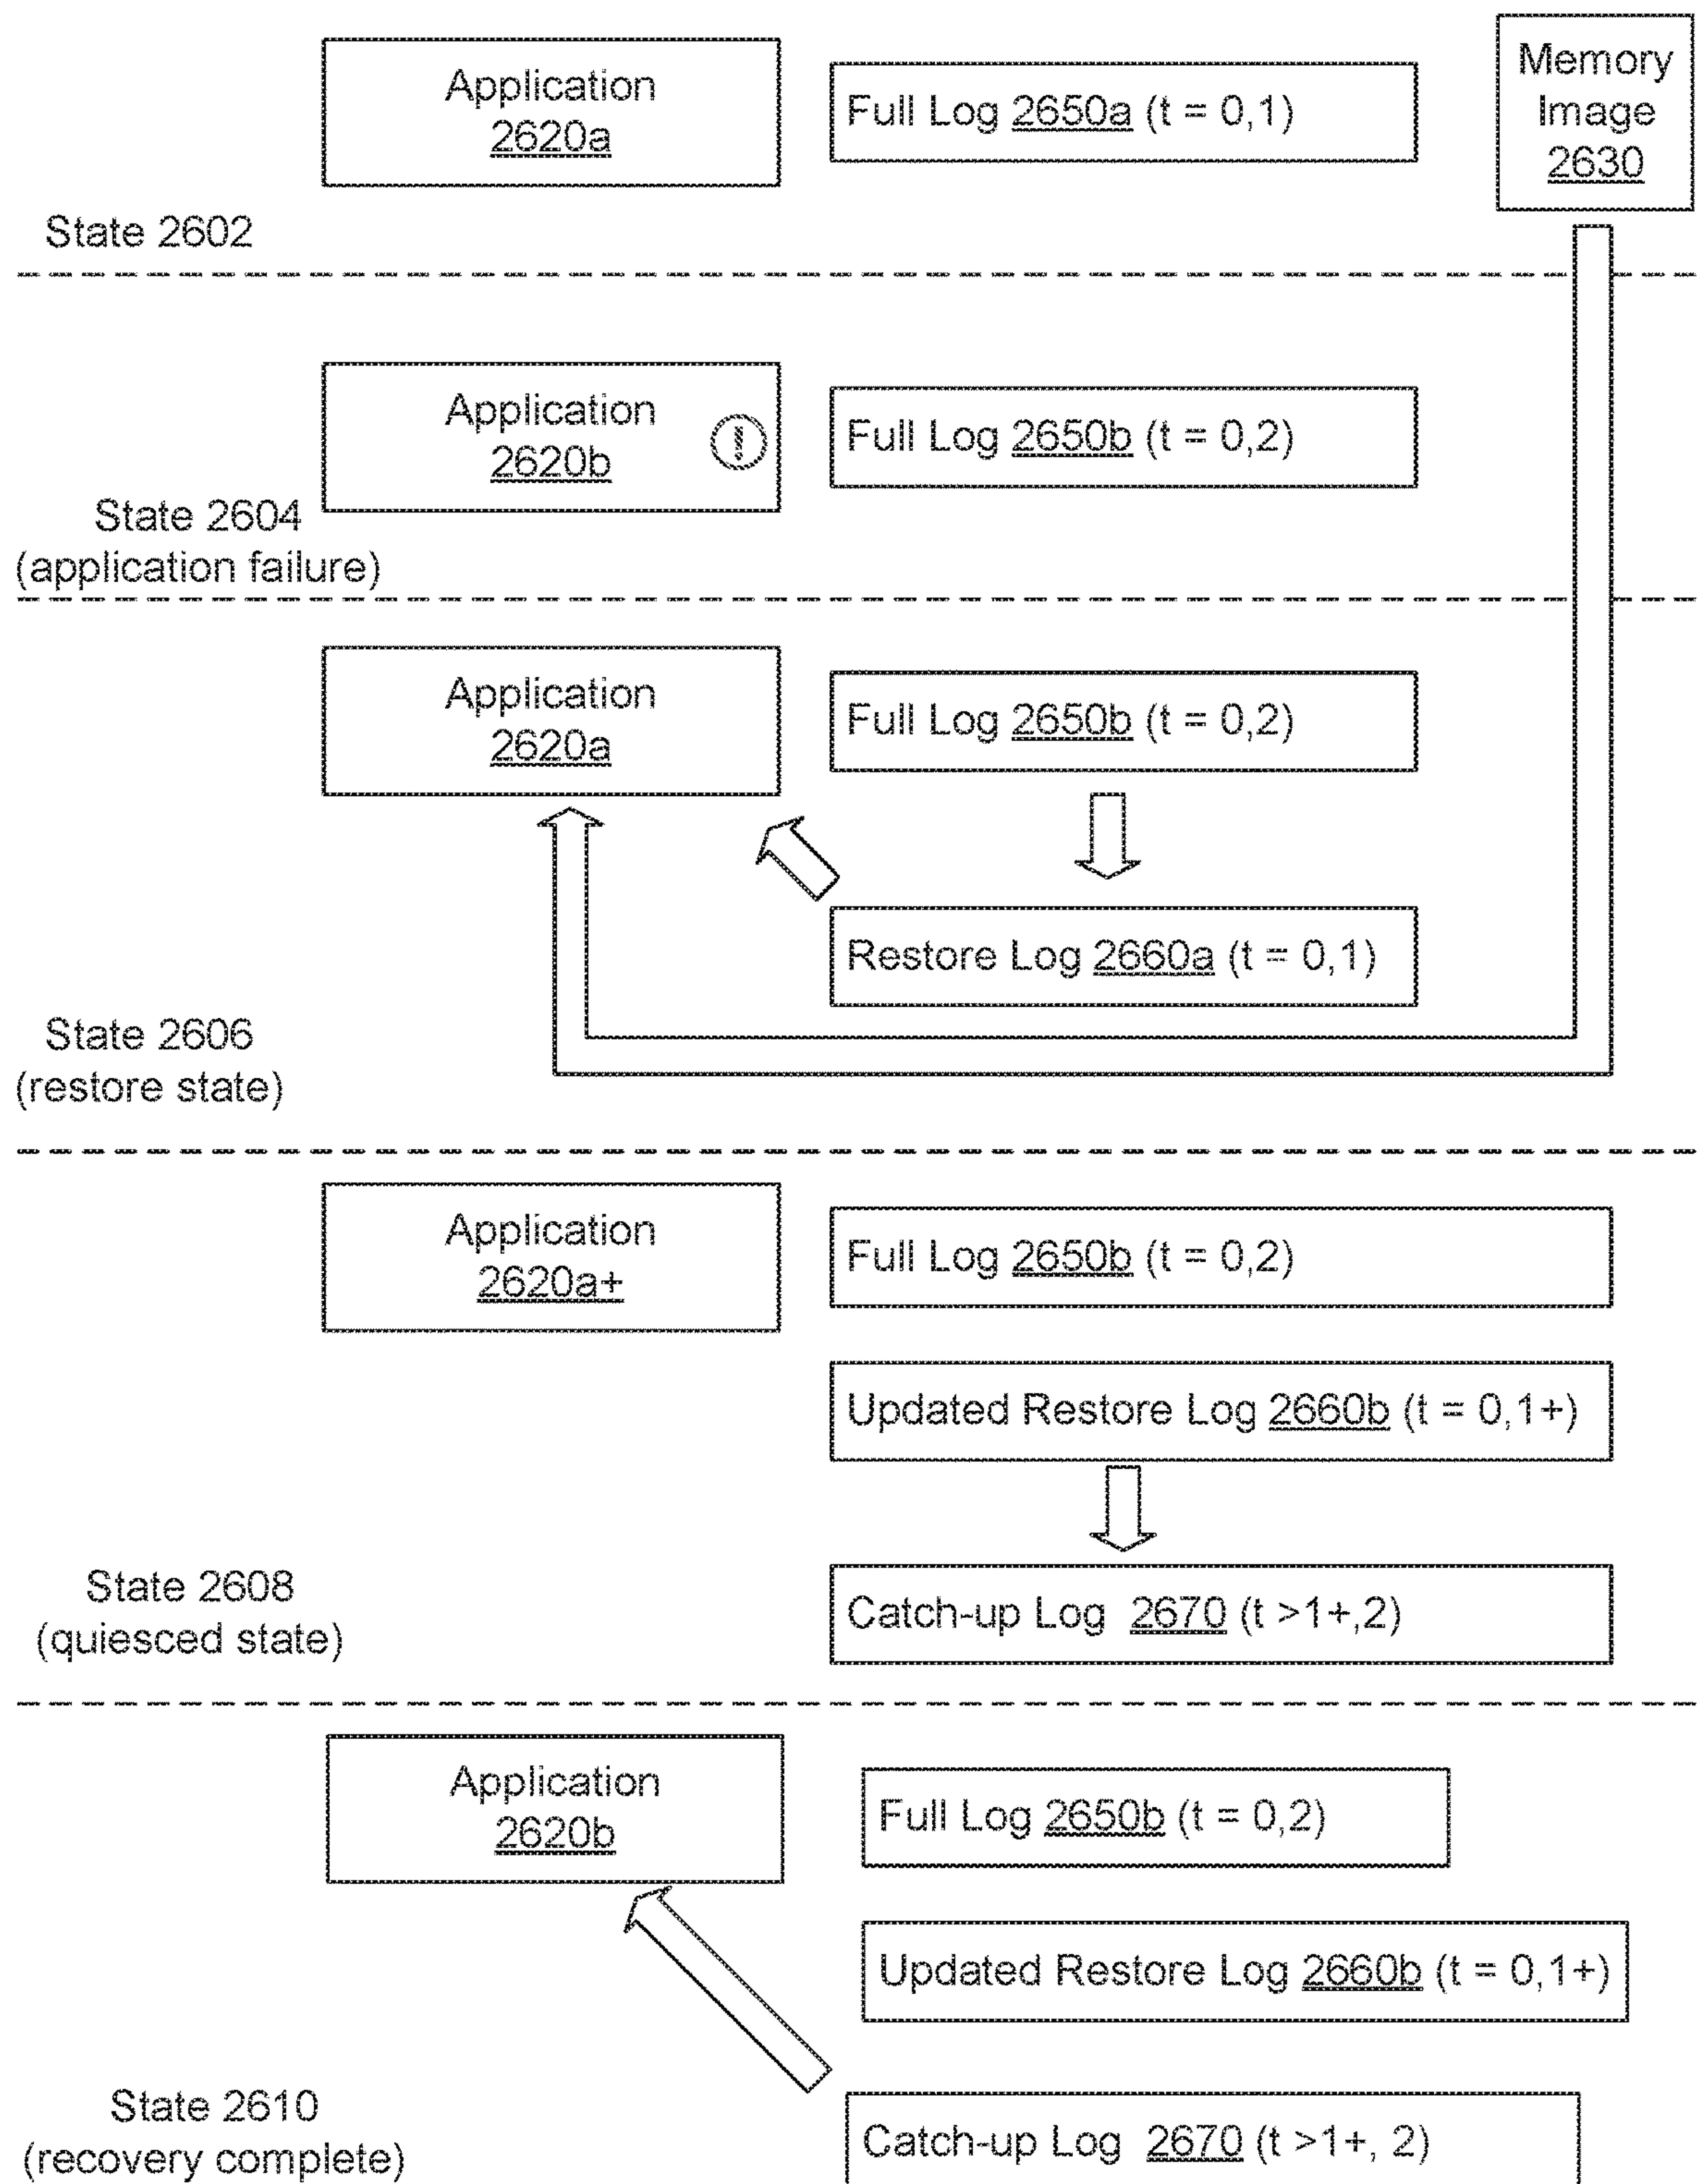 Application
2620a
Full Log 2650a (t = 0,1)
Memory
Image
2630
State 2602
Application
2620b
Full Log 2650b (t = 0,2)
State 2604
(application failure)
Application
2620a
Full Log 2650b (t = 0,2)
Restore Log 2660a (t = 0,1)
State 2606
(restore state)
Application
2620a+
Full Log 2650b (t = 0,2)
Updated Restore Log 2660b (t = 0,1+)
Catch-up Log 2670 (t >1+,2)
State 2608
(quiesced state)
Application
2620b
Full Log 2650b (t = 0,2)
Updated Restore Log 2660b (t = 0,1+)
Catch-up Log 2670 (t >1+, 2)
State 2610
(recovery complete)